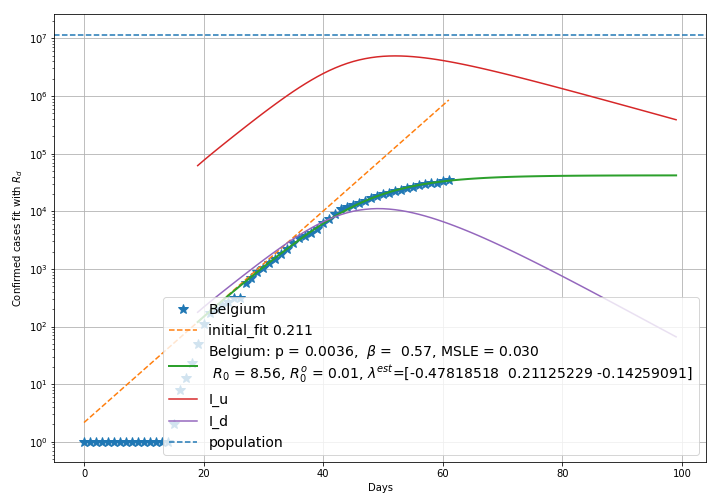 10⁷
10⁶
10⁵
10⁴
10³
10²
10¹
10⁰
Confirmed cases fit with R_d
0 20 40 60 80 100
Days
Belgium
initial_fit 0.211
Belgium: p = 0.0036, β = 0.57, MSLE = 0.030
R₀ = 8.56, R₀ᵒ = 0.01, λᵉˢᵗ=[-0.47818518 0.21125229 -0.14259091]
I_u
I_d
population